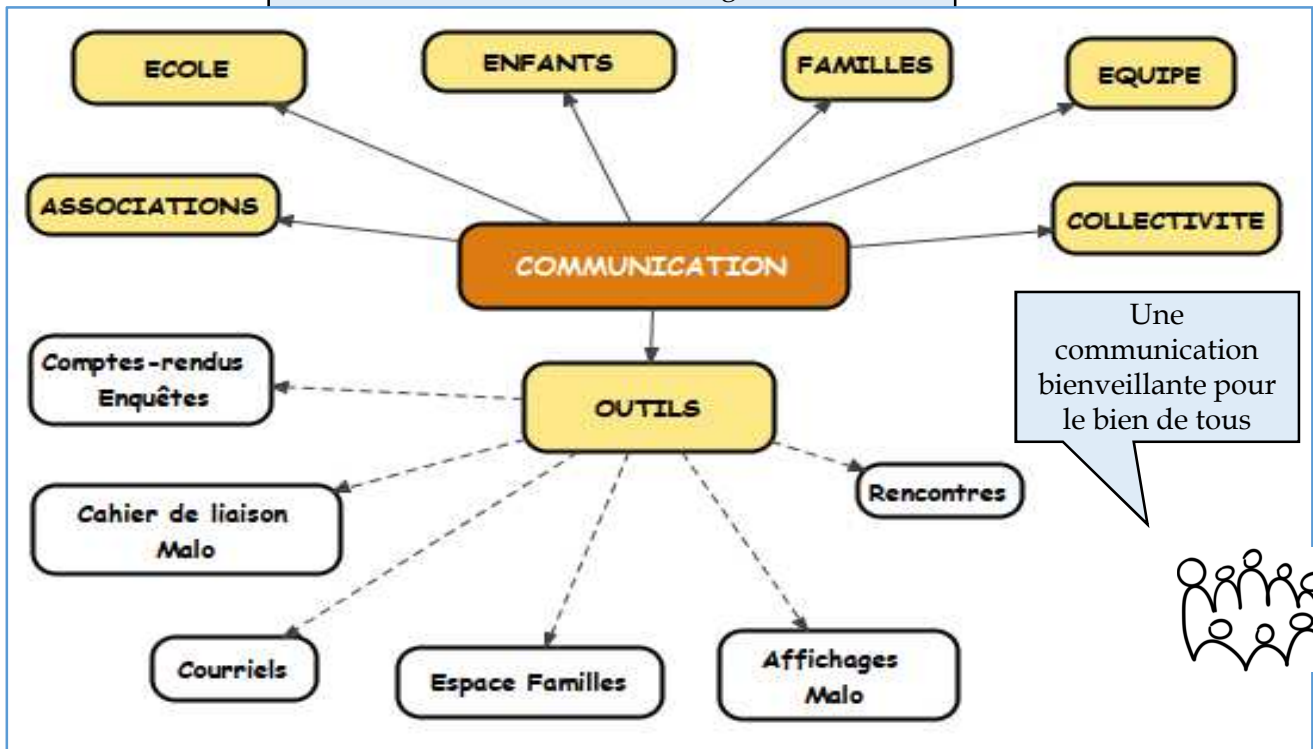 ECOLE
ENFANTS
FAMILLES
EQUIPE
ASSOCIATIONS
COLLECTIVITE
COMMUNICATION
Une
communication
bienveillante pour
le bien de tous
Comptes-rendus
Enquêtes
OUTILS
Rencontres
Cahier de liaison
Malo
Courriels
Espace Familles
Affichages
Malo